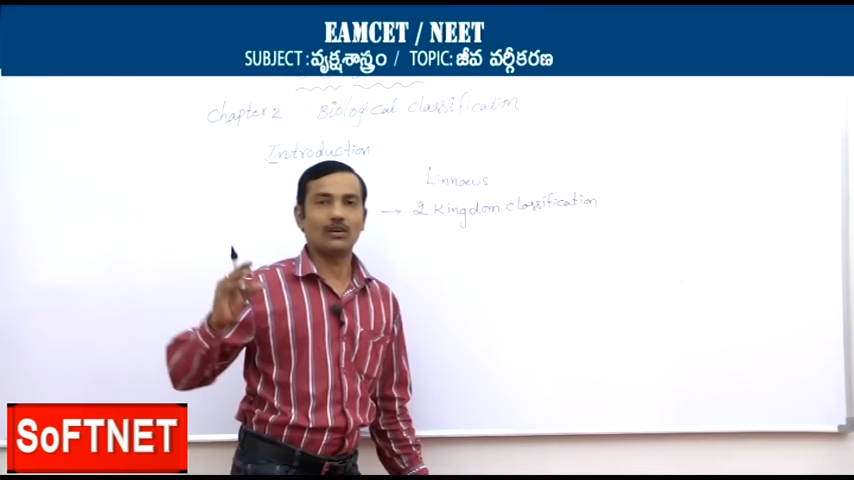 EAMCET / NEET
SUBJECT : వృక్షశాస్త్రం / TOPIC: జీవ వర్గీకరణ
Chapter 2 Biological classification
Introduction
Linnaeus
→ 2 Kingdom classification
SoFTNET